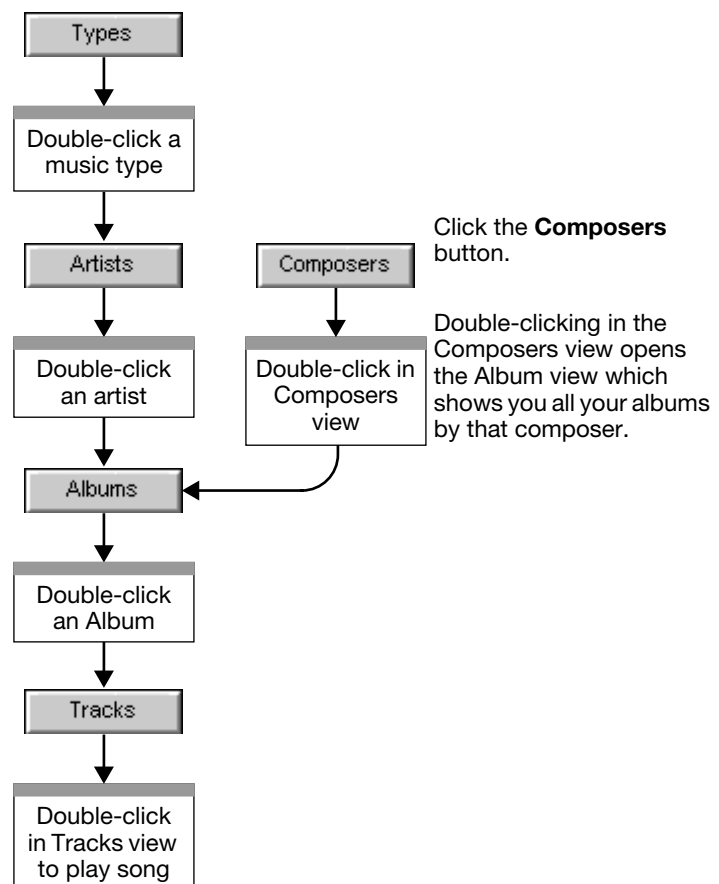 Types
Double-click a
music type
Artists
Double-click
an artist
Composers
Click the Composers
button.
Double-click in
Composers
view
Double-clicking in the
Composers view opens
the Album view which
shows you all your albums
by that composer.
Albums
Double-click
an Album
Tracks
Double-click
in Tracks view
to play song